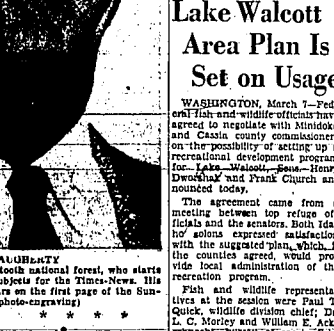 AUGHERTY
tooth national forest, who starts
ubjects for the Times-News. His
rs on the first page of the Sun-
photo-engraving)
* * * *
Lake Walcott
Area Plan Is
Set on Usage
WASHINGTON, March 7—Fed-
eral fish and wildlife officials hav
agreed to negotiate with Minidok
and Cassia county commissioner
on the possibility of setting up
recreational development program
for Lake Walcott, Sens. Henry
Dworshak and Frank Church an
nounced today.
The agreement came from
meeting between top refuge of
ficials and the senators. Both Ida
ho solons expressed satisfactio
with the suggested plan, which, i
the counties agreed, would pro
vide local administration of th
recreation program.
Fish and wildlife representa
tives at the session were Paul T
Quick, wildlife division chief; J
L. C. Morley and William E. Ack